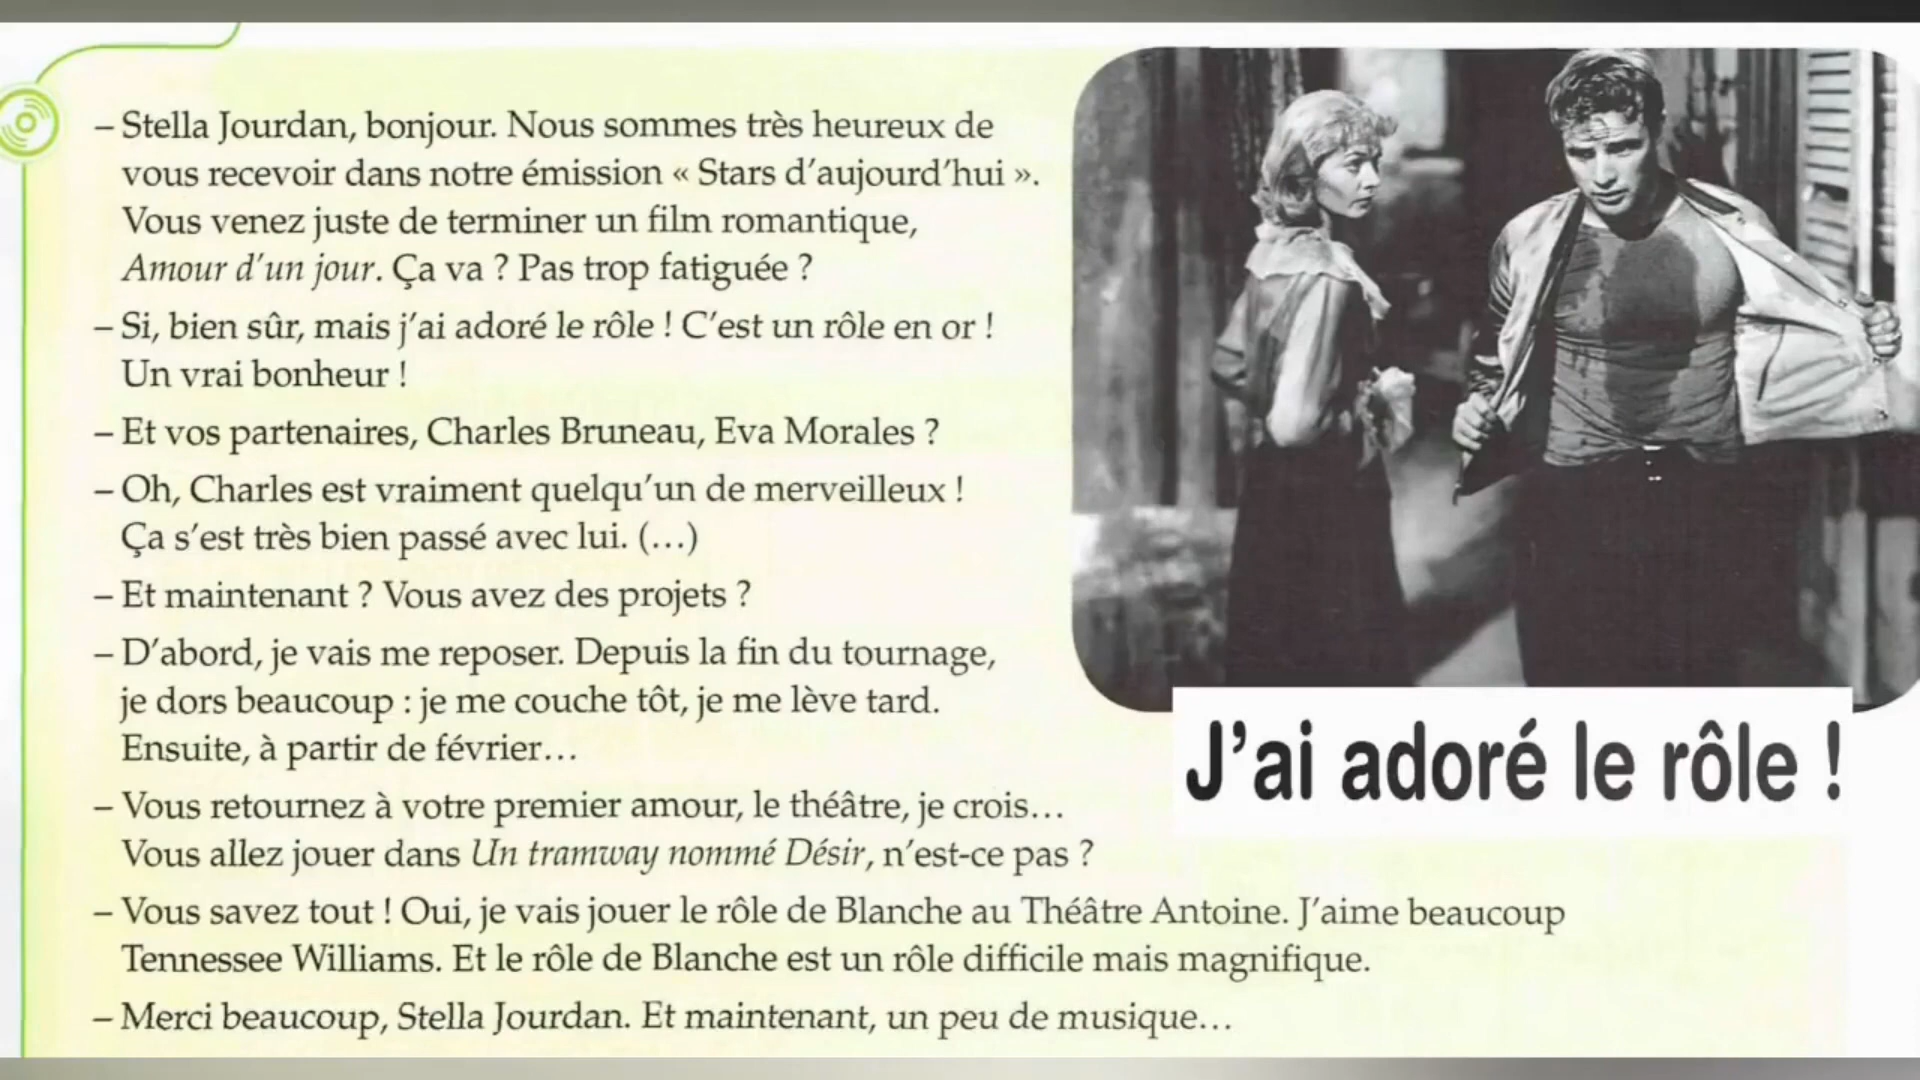 – Stella Jourdan, bonjour. Nous sommes très heureux de
vous recevoir dans notre émission « Stars d’aujourd’hui ».
Vous venez juste de terminer un film romantique,
Amour d’un jour. Ça va ? Pas trop fatiguée ?
– Si, bien sûr, mais j’ai adoré le rôle ! C’est un rôle en or !
Un vrai bonheur !
– Et vos partenaires, Charles Bruneau, Eva Morales ?
– Oh, Charles est vraiment quelqu’un de merveilleux !
Ça s’est très bien passé avec lui. (…)
– Et maintenant ? Vous avez des projets ?
– D’abord, je vais me reposer. Depuis la fin du tournage,
je dors beaucoup : je me couche tôt, je me lève tard.
Ensuite, à partir de février…
– Vous retournez à votre premier amour, le théâtre, je crois…
Vous allez jouer dans Un tramway nommé Désir, n’est-ce pas ?
– Vous savez tout ! Oui, je vais jouer le rôle de Blanche au Théâtre Antoine. J’aime beaucoup
Tennessee Williams. Et le rôle de Blanche est un rôle difficile mais magnifique.
– Merci beaucoup, Stella Jourdan. Et maintenant, un peu de musique…
J’ai adoré le rôle !